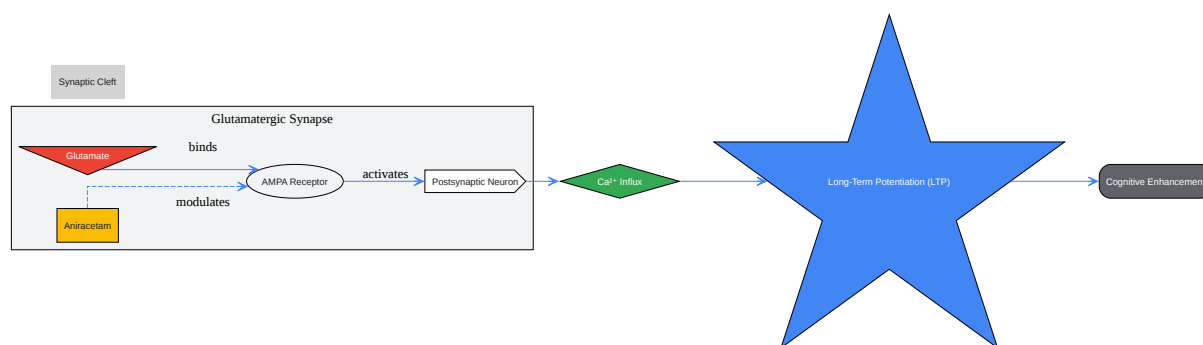 Synaptic Cleft
Glutamatergic Synapse
Glutamate
binds
AMPA Receptor
activates
Postsynaptic Neuron
Ca²⁺ Influx
Long-Term Potentiation (LTP)
Cognitive Enhancement
modulates
Aniracetam